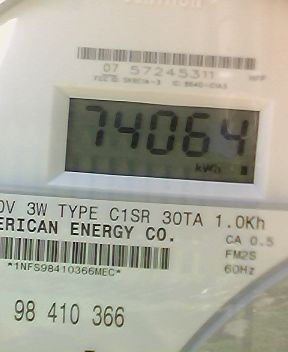 07 57245311
74064
kWh
0V 3W TYPE C1SR 30TA 1.0Kh
ERICAN ENERGY CO.
CA 0.5
*1NFS98410366MEC*
FM2S
60Hz
98 410 366